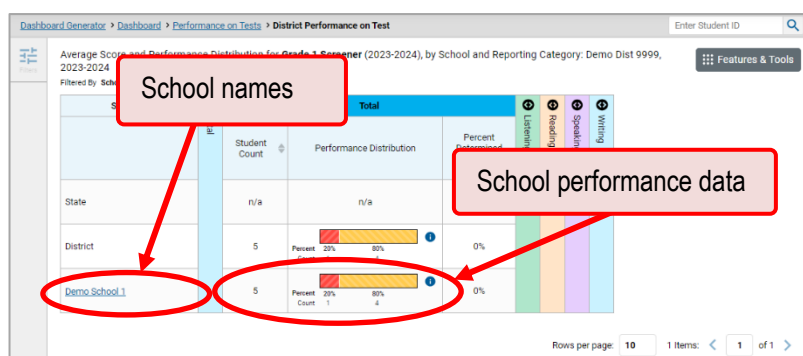 Dashboard Generator > Dashboard > Performance on Tests > District Performance on Test
Enter Student ID
Filters
Average Score and Performance Distribution for Grade 1 Screener (2023-2024), by School and Reporting Category: Demo Dist 9999,
2023-2024
Features & Tools
Filtered By
School names
Total
Listening
Reading
Speaking
Writing
Student
Count
Performance Distribution
Percent
School performance data
State
n/a
n/a
District
5
Percent 20% 80%
0%
Demo School 1
5
Percent 20% 80%
Count 1 4
0%
Rows per page: 10 1 Items: < 1 of 1 >